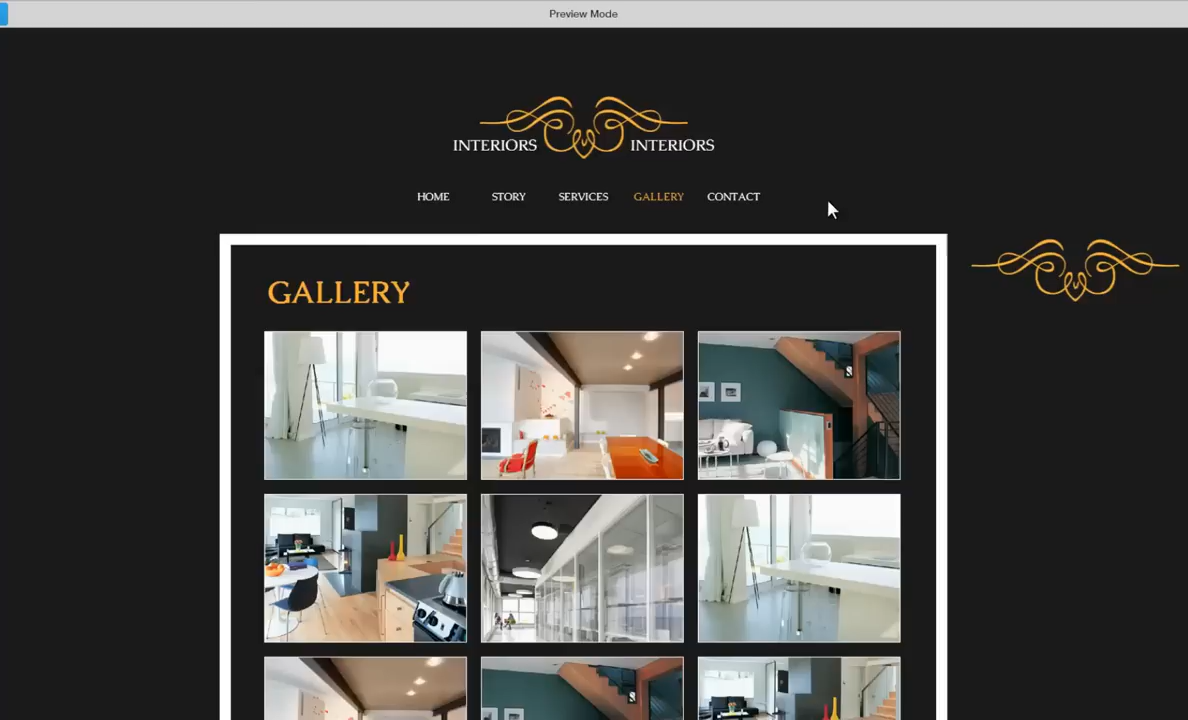 Preview Mode
INTERIORS INTERIORS
HOME STORY SERVICES GALLERY CONTACT
GALLERY